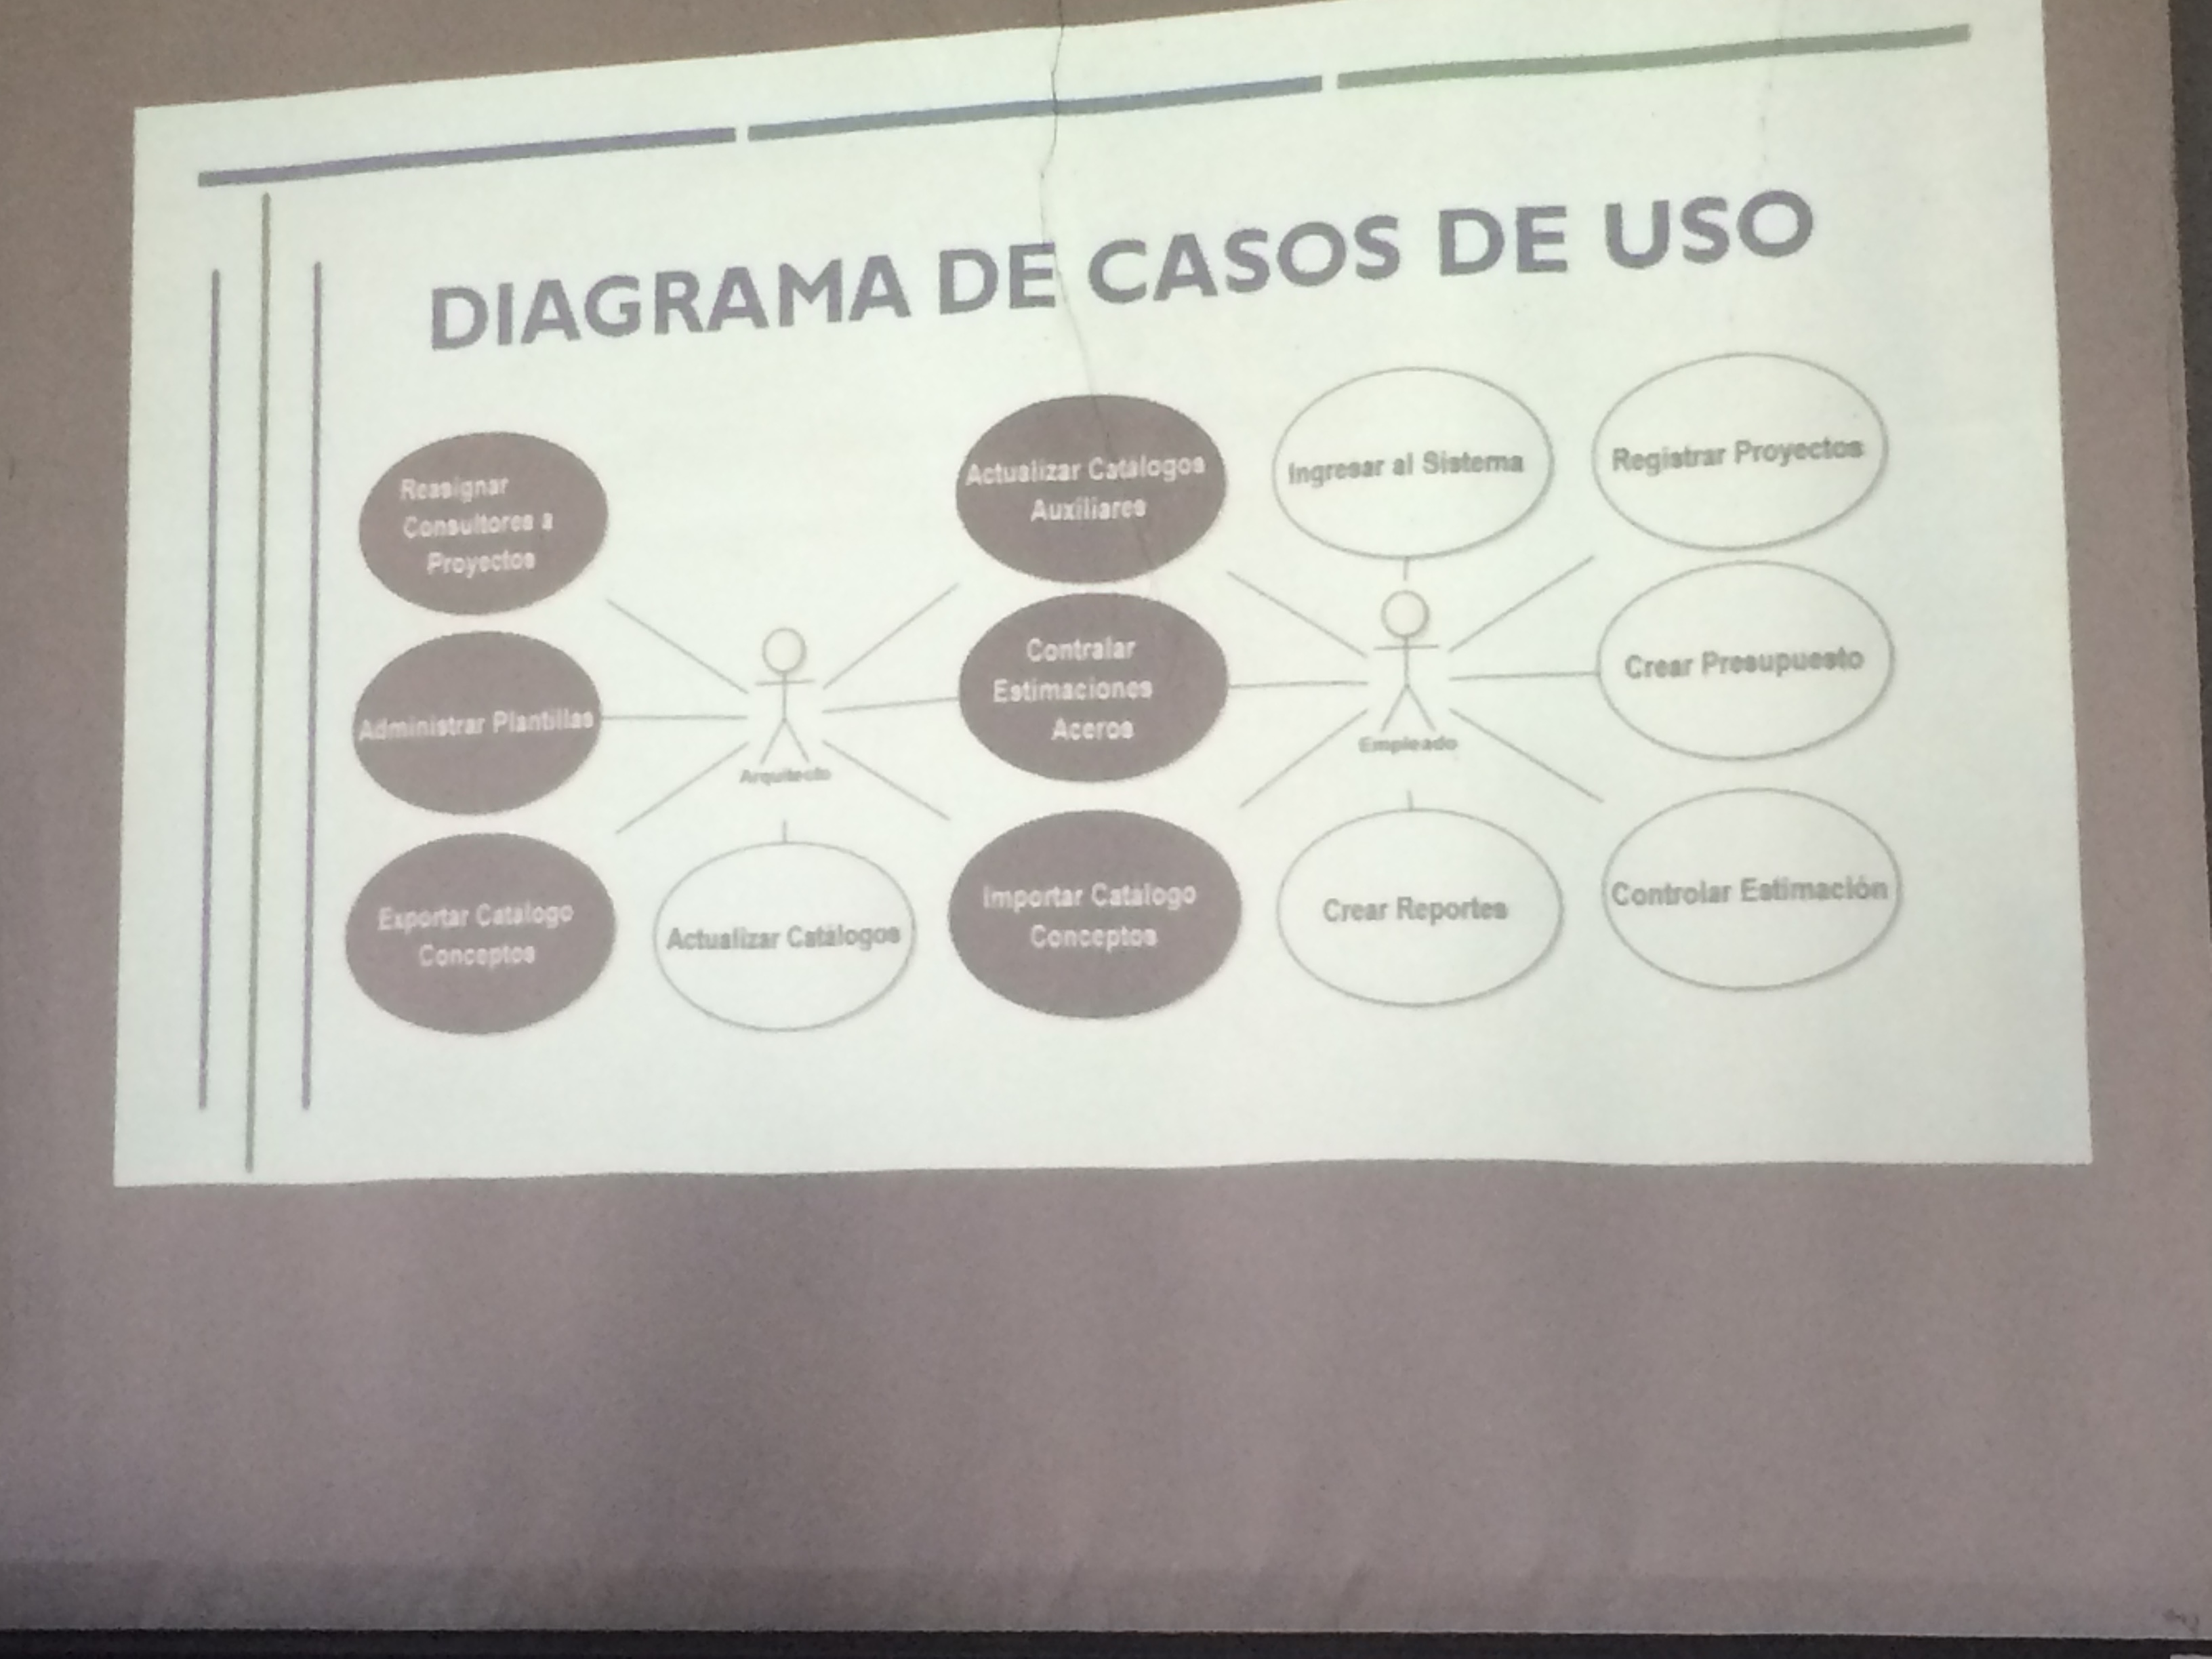 DIAGRAMA DE CASOS DE USO
Reasignar
Consultores a
Proyectos
Actualizar Catálogos
Auxiliares
Ingresar al Sistema
Registrar Proyectos
Administrar Plantillas
Arquitecto
Contralar
Estimaciones
Aceros
Empleado
Crear Presupuesto
Exportar Catálogo
Conceptos
Actualizar Catálogos
Importar Catalogo
Conceptos
Crear Reportes
Controlar Estimación